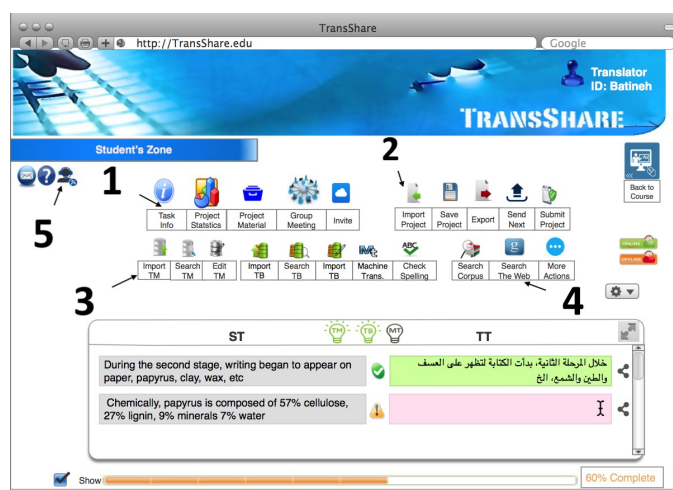 TransShare
http://TransShare.edu
Google
Translator
ID: Batineh
TRANSSHARE
Student's Zone
1
2
5
Task
Info
Project
Statstics
Project
Material
Group
Meeting
Invite
Import
Project
Save
Project
Export
Send
Next
Submit
Project
Back to
Course
ABC
ONLINE
OFFLINE
Import
TM
Search
TM
Edit
TM
Import
TB
Search
TB
Import
TB
Machine
Trans.
Check
Spelling
Search
Corpus
Search
The Web
More
Actions
3
4
ST
TM
TB
MT
TT
During the second stage, writing began to appear on
paper, papyrus, clay, wax, etc
خلال المرحلة الثانية، بدأت الكتابة لتظهر على العسف
والطين والشمع، الخ
Chemically, papyrus is composed of 57% cellulose,
27% lignin, 9% minerals 7% water
Show
60% Complete